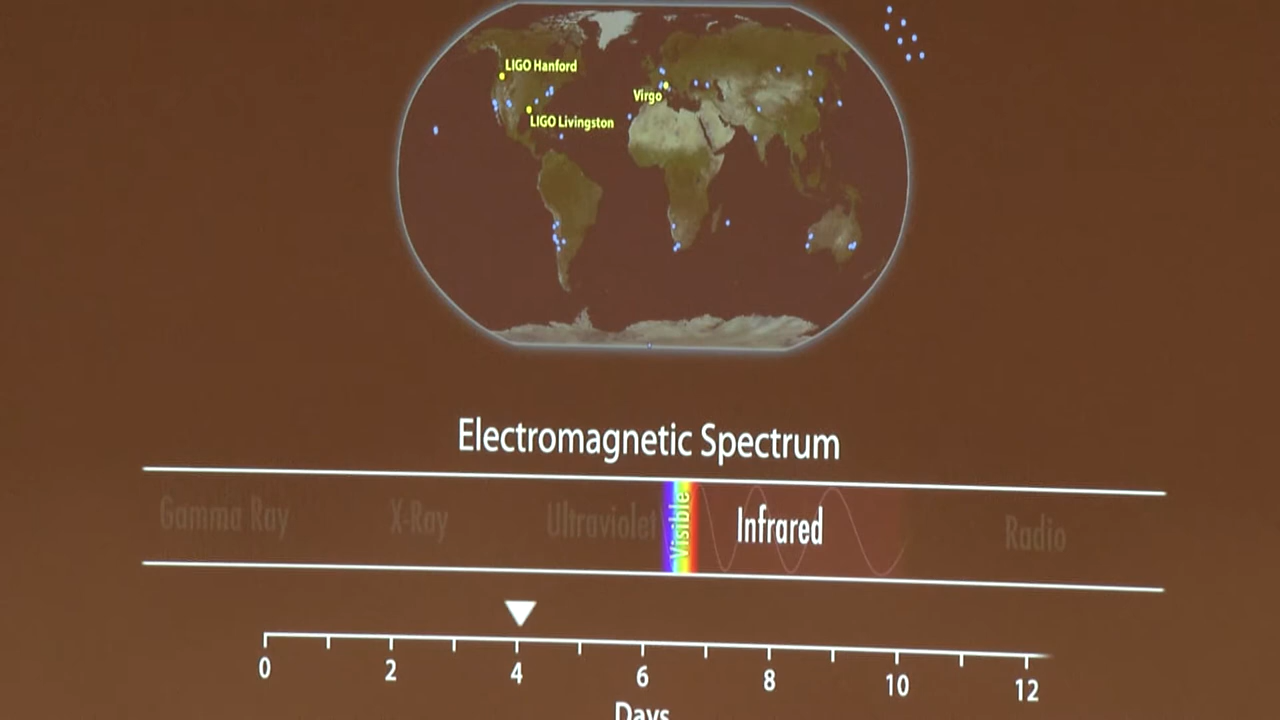 LIGO Hanford
Virgo
LIGO Livingston
Electromagnetic Spectrum
Gamma Ray X-Ray Ultraviolet Visible Infrared Radio
0 2 4 6 8 10 12
Days